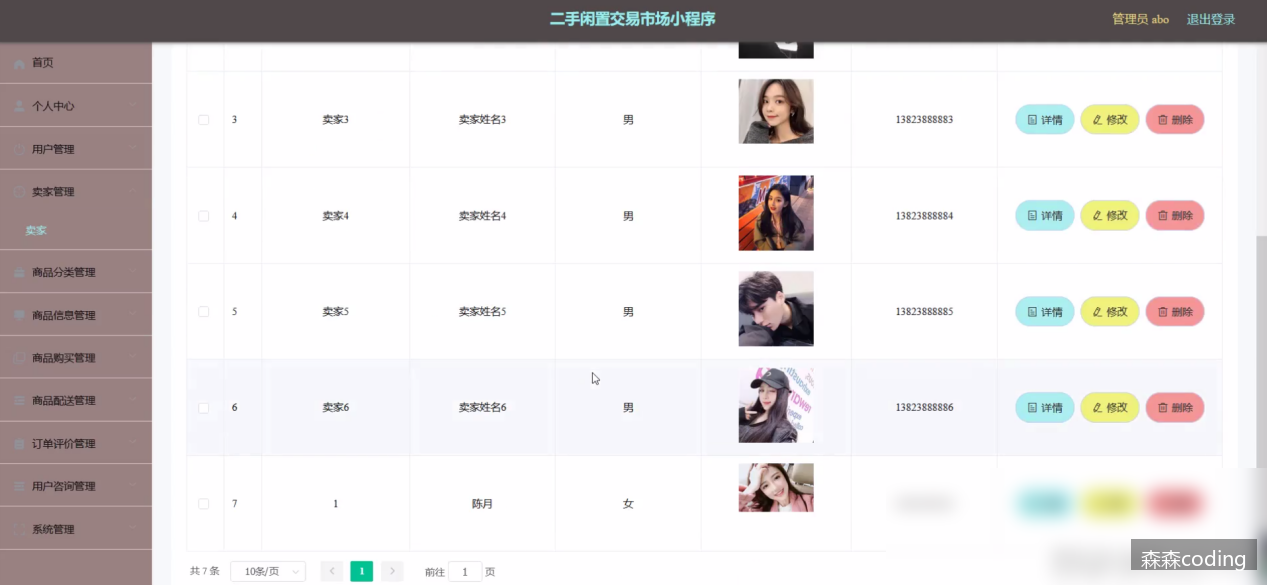 二手闲置交易市场小程序
管理员 abo 退出登录
首页
个人中心
用户管理
卖家管理
卖家
商品分类管理
商品信息管理
商品购买管理
商品配送管理
订单评价管理
用户咨询管理
系统管理
3 卖家3 卖家姓名3 男 13823888883 详情 修改 删除
4 卖家4 卖家姓名4 男 13823888884 详情 修改 删除
5 卖家5 卖家姓名5 男 13823888885 详情 修改 删除
6 卖家6 卖家姓名6 男 13823888886 详情 修改 删除
7 1 陈月 女
共 7 条 10条/页 1 前往 1 页
森森coding